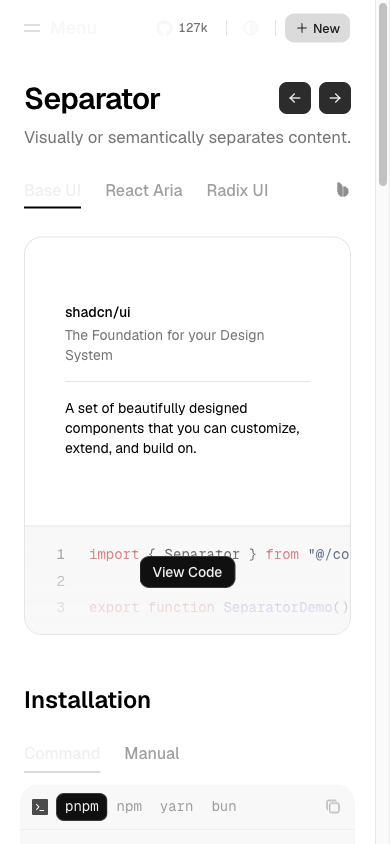 Menu
127k
New
Separator
Visually or semantically separates content.
Base UI React Aria Radix UI
shadcn/ui
The Foundation for your Design
System
A set of beautifully designed
components that you can customize,
extend, and build on.
1 import { Separator } from "@/co
2
View Code
3 export function SeparatorDemo()
Installation
Command Manual
pnpm npm yarn bun